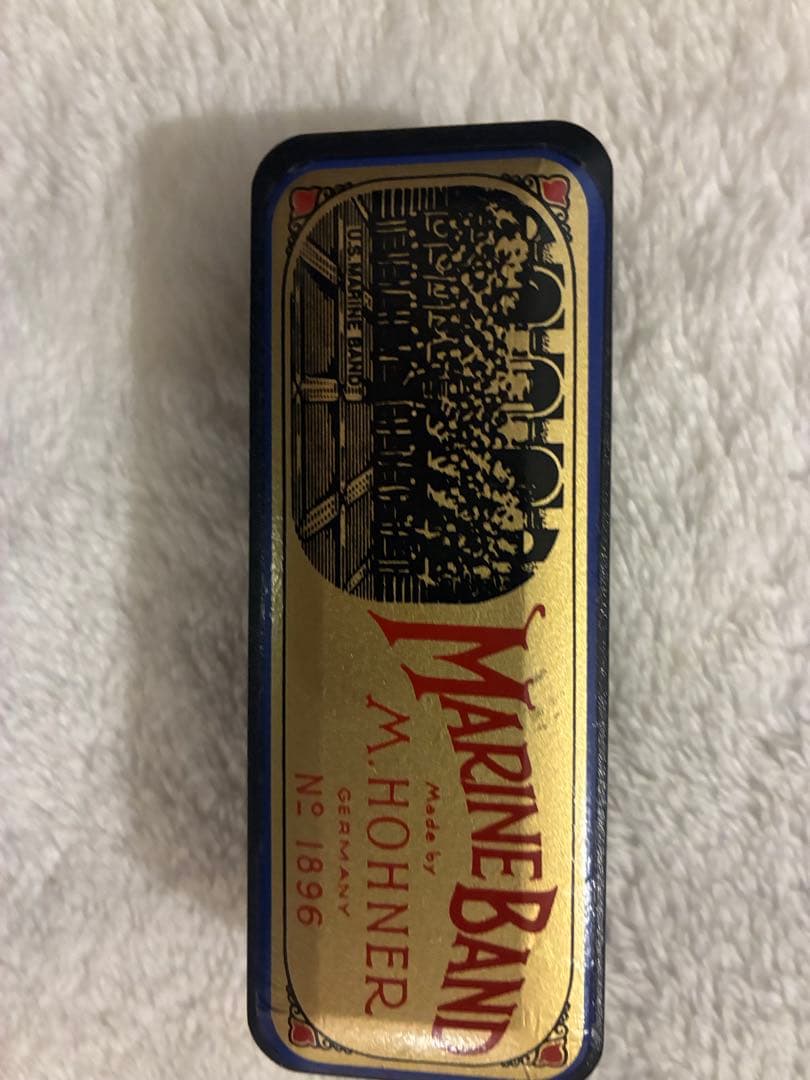 U.S. MARINE BAND
MARINE BAND
Made by
M. HOHNER
GERMANY
Nº 1896